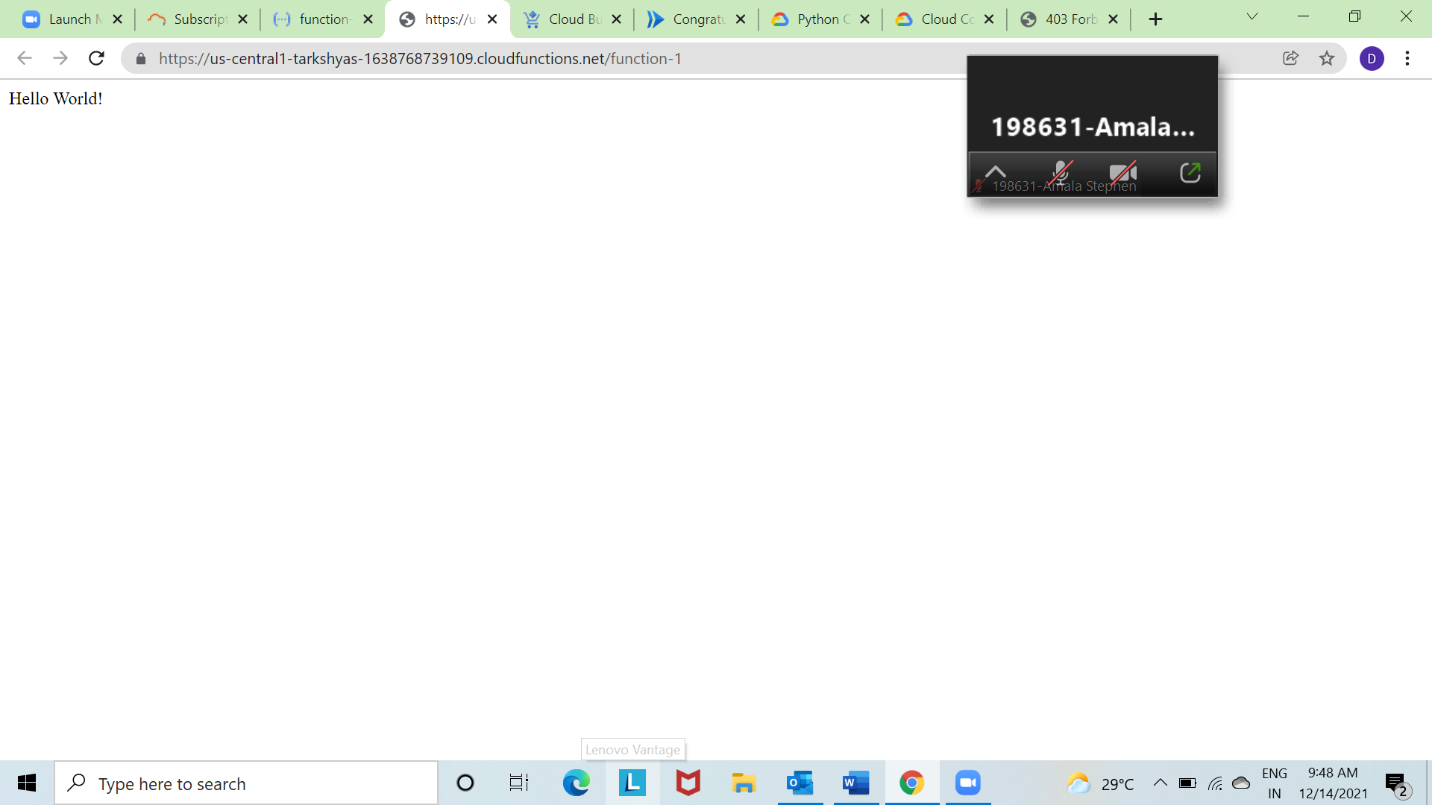 Launch M
Subscript
function-
https://u
Cloud Bu
Congratu
Python C
Cloud Co
403 Forb
https://us-central1-tarkshyas-1638768739109.cloudfunctions.net/function-1
D
Hello World!
198631-Amala...
198631-Amala Stephen
Lenovo Vantage
Type here to search
L
29°C
ENG
IN
9:48 AM
12/14/2021
2